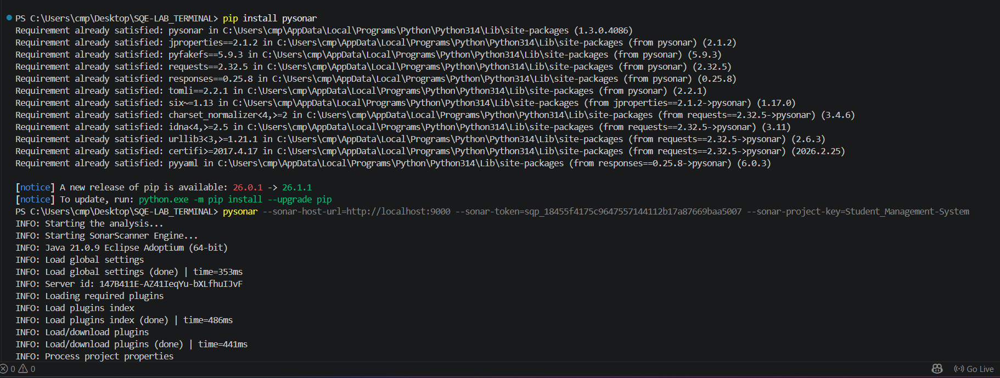 PS C:\Users\cmp\Desktop\SQE-LAB_TERMINAL> pip install pysonar
Requirement already satisfied: pysonar in C:\Users\cmp\AppData\Local\Programs\Python\Python314\Lib\site-packages (1.3.0.4086)
Requirement already satisfied: jproperties==2.1.2 in C:\Users\cmp\AppData\Local\Programs\Python\Python314\Lib\site-packages (from pysonar) (2.1.2)
Requirement already satisfied: pyfakefs==5.9.3 in C:\Users\cmp\AppData\Local\Programs\Python\Python314\Lib\site-packages (from pysonar) (5.9.3)
Requirement already satisfied: requests==2.32.5 in C:\Users\cmp\AppData\Local\Programs\Python\Python314\Lib\site-packages (from pysonar) (2.32.5)
Requirement already satisfied: responses==0.25.8 in C:\Users\cmp\AppData\Local\Programs\Python\Python314\Lib\site-packages (from pysonar) (0.25.8)
Requirement already satisfied: tomli==2.2.1 in C:\Users\cmp\AppData\Local\Programs\Python\Python314\Lib\site-packages (from pysonar) (2.2.1)
Requirement already satisfied: six~=1.13 in C:\Users\cmp\AppData\Local\Programs\Python\Python314\Lib\site-packages (from jproperties==2.1.2->pysonar) (1.17.0)
Requirement already satisfied: charset_normalizer<4,>=2 in C:\Users\cmp\AppData\Local\Programs\Python\Python314\Lib\site-packages (from requests==2.32.5->pysonar) (3.4.6)
Requirement already satisfied: idna<4,>=2.5 in C:\Users\cmp\AppData\Local\Programs\Python\Python314\Lib\site-packages (from requests==2.32.5->pysonar) (3.11)
Requirement already satisfied: urllib3<3,>=1.21.1 in C:\Users\cmp\AppData\Local\Programs\Python\Python314\Lib\site-packages (from requests==2.32.5->pysonar) (2.6.3)
Requirement already satisfied: certifi>=2017.4.17 in C:\Users\cmp\AppData\Local\Programs\Python\Python314\Lib\site-packages (from requests==2.32.5->pysonar) (2026.2.25)
Requirement already satisfied: pyyaml in C:\Users\cmp\AppData\Local\Programs\Python\Python314\Lib\site-packages (from responses==0.25.8->pysonar) (6.0.3)
[notice] A new release of pip is available: 26.0.1 -> 26.1.1
[notice] To update, run: python.exe -m pip install --upgrade pip
PS C:\Users\cmp\Desktop\SQE-LAB_TERMINAL> pysonar --sonar-host-url=http://localhost:9000 --sonar-token=sqp_18455f4175c9647557144112b17a87669baa5007 --sonar-project-key=Student_Management-System
INFO: Starting the analysis...
INFO: Starting SonarScanner Engine...
INFO: Java 21.0.9 Eclipse Adoptium (64-bit)
INFO: Load global settings
INFO: Load global settings (done) | time=353ms
INFO: Server id: 147B411E-AZ41IeqYu-bXLfhuIJvF
INFO: Loading required plugins
INFO: Load plugins index
INFO: Load plugins index (done) | time=486ms
INFO: Load/download plugins
INFO: Load/download plugins (done) | time=441ms
INFO: Process project properties
0 0 Go Live